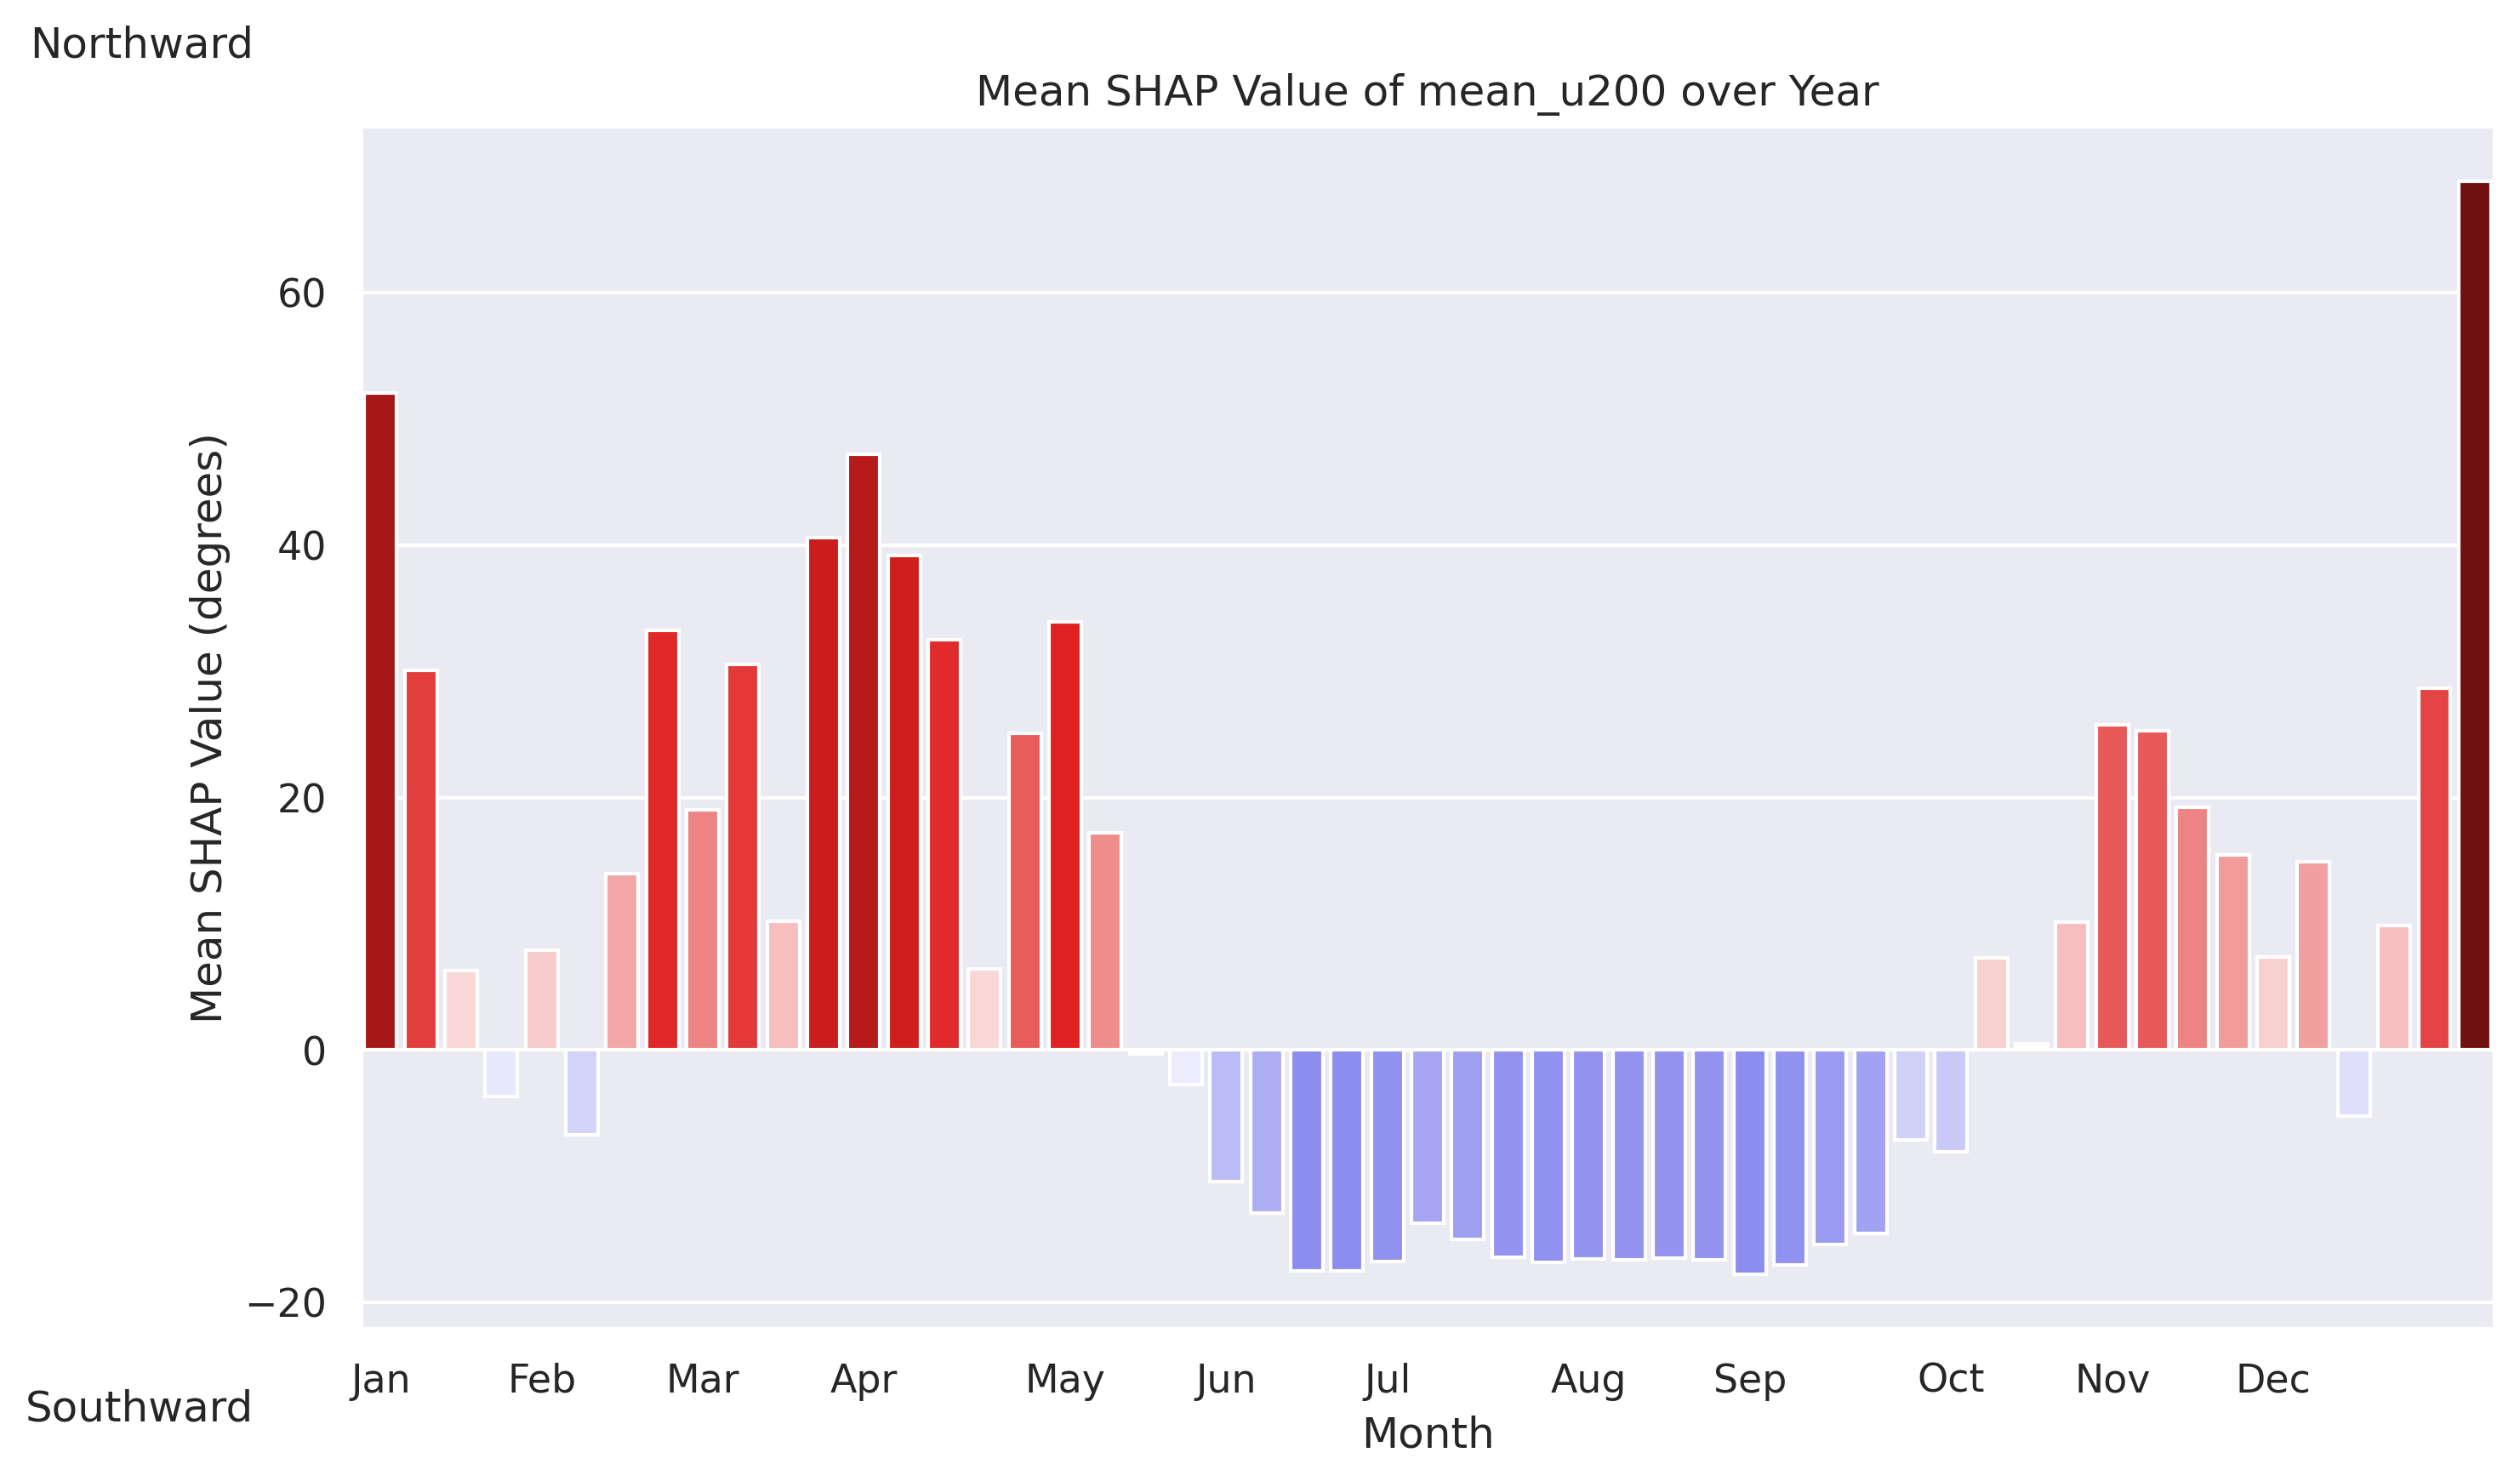 Northward
Mean SHAP Value of mean_u200 over Year
Mean SHAP Value (degrees)
60
40
20
0
−20
Jan Feb Mar Apr May Jun Jul Aug Sep Oct Nov Dec
Southward
Month